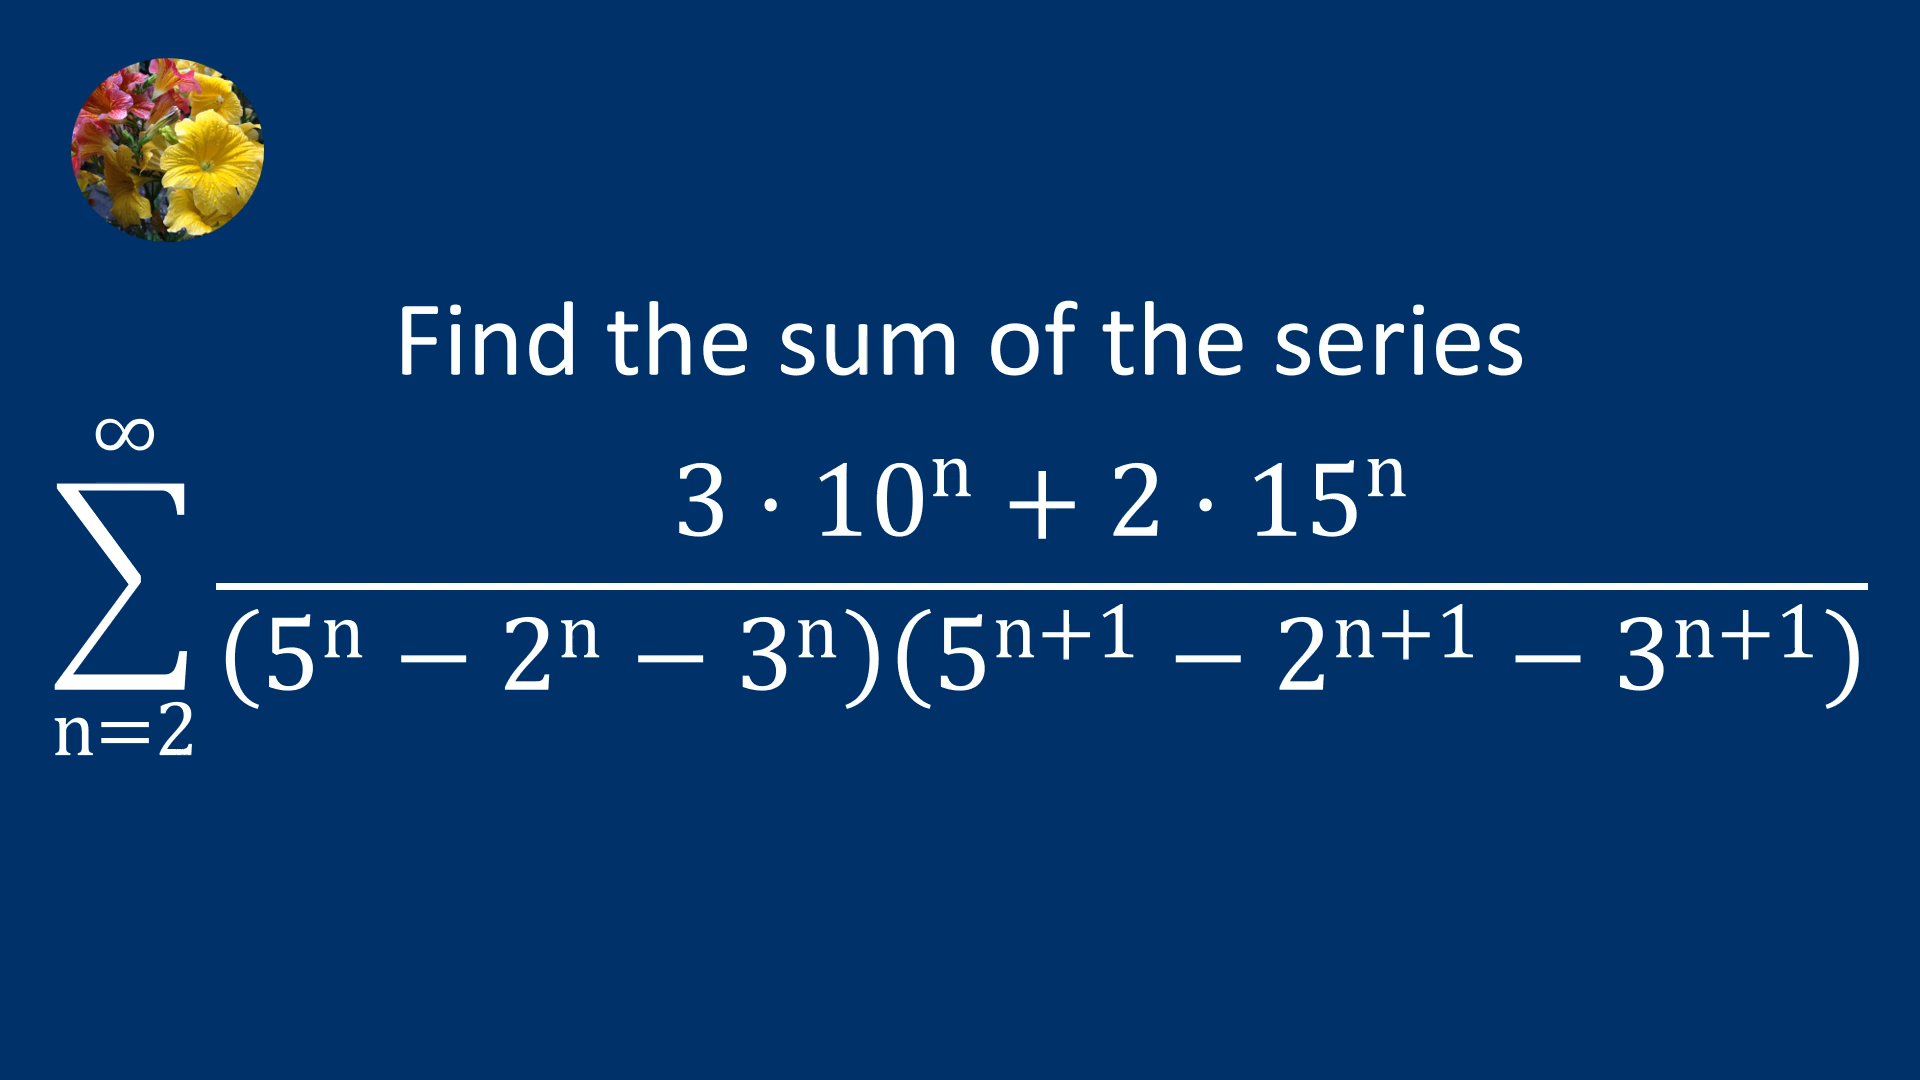 Find the sum of the series
∞
∑
n=2
3 · 10ⁿ + 2 · 15ⁿ
(5ⁿ − 2ⁿ − 3ⁿ)(5ⁿ⁺¹ − 2ⁿ⁺¹ − 3ⁿ⁺¹)